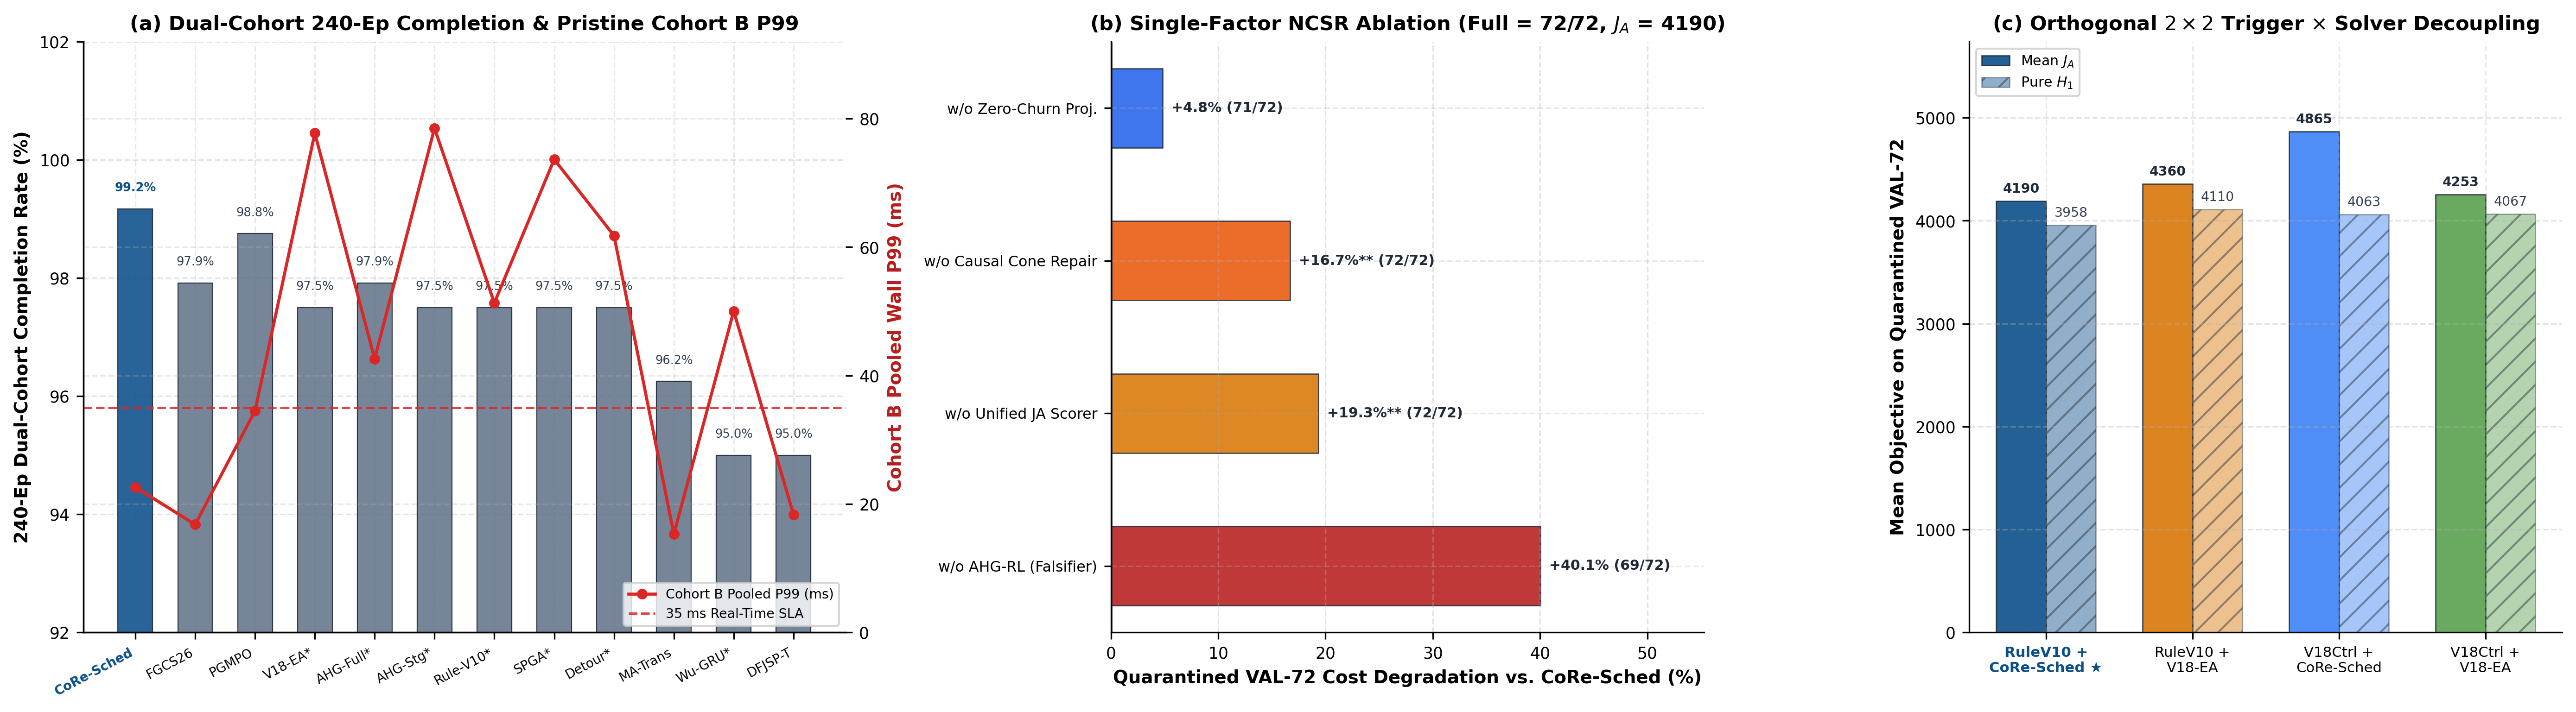 (a) Dual-Cohort 240-Ep Completion & Pristine Cohort B P99
240-Ep Dual-Cohort Completion Rate (%)
102
100
98
96
94
92
99.2%
97.9%
98.8%
97.5%
97.9%
97.5%
97.5%
97.5%
97.5%
96.2%
95.0%
95.0%
80
60
40
20
0
Cohort B Pooled Wall P99 (ms)
Cohort B Pooled P99 (ms)
35 ms Real-Time SLA
CoRe-Sched
FGCS26
PGMPO
V18-EA*
AHG-Full*
AHG-Stg*
Rule-V10*
SPGA*
Detour*
MA-Trans
Wu-GRU*
DFJSP-T
(b) Single-Factor NCSR Ablation (Full = 72/72, J_A = 4190)
w/o Zero-Churn Proj.
+4.8% (71/72)
w/o Causal Cone Repair
+16.7%** (72/72)
w/o Unified JA Scorer
+19.3%** (72/72)
w/o AHG-RL (Falsifier)
+40.1% (69/72)
0
10
20
30
40
50
Quarantined VAL-72 Cost Degradation vs. CoRe-Sched (%)
(c) Orthogonal 2 × 2 Trigger × Solver Decoupling
Mean Objective on Quarantined VAL-72
Mean J_A
Pure H_1
5000
4000
3000
2000
1000
0
4190
3958
4360
4110
4865
4063
4253
4067
RuleV10 +
CoRe-Sched ★
RuleV10 +
V18-EA
V18Ctrl +
CoRe-Sched
V18Ctrl +
V18-EA